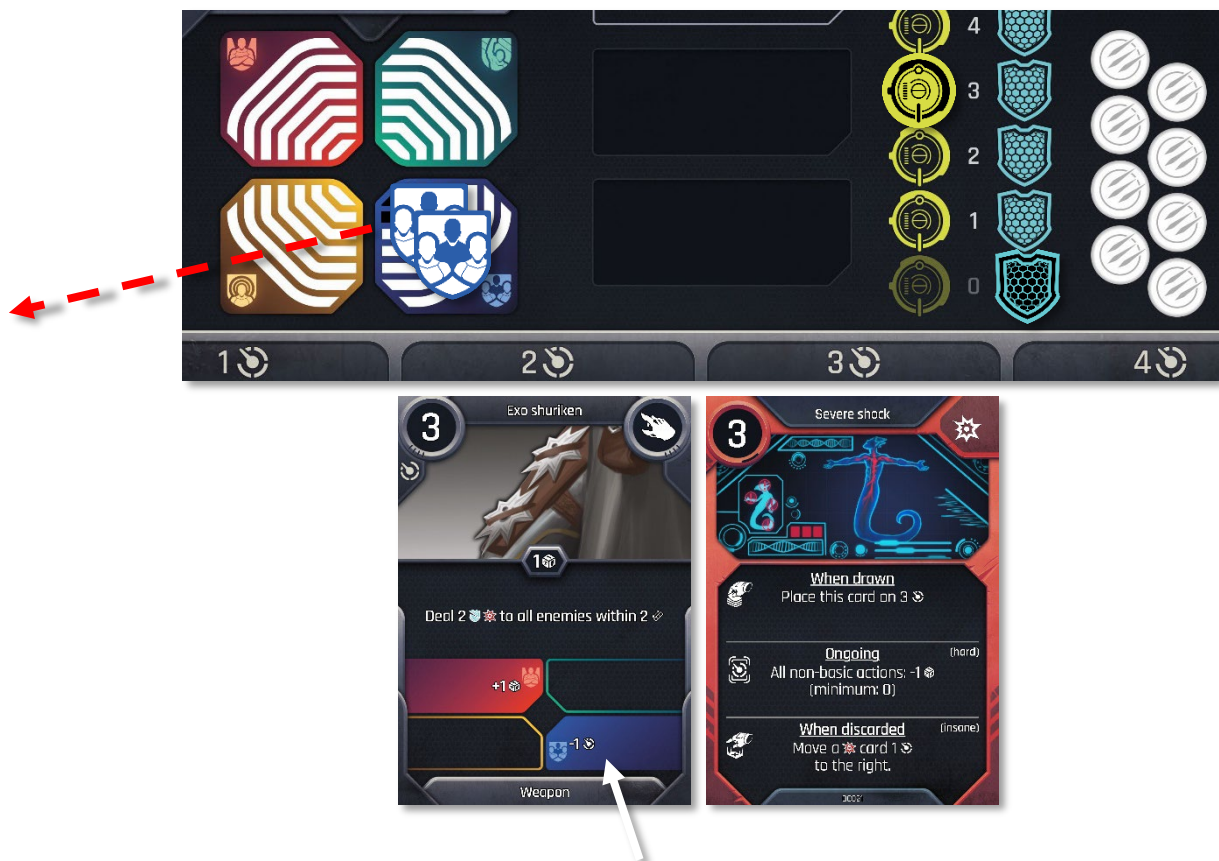 4
3
2
1
0
1
2
3
4
3
Exo shuriken
1
Deal 2 to all enemies within 2
+1
-1
Weapon
3
Severe shock
When drawn
Place this card on 3
Ongoing
(hard)
All non-basic actions: -1
(minimum: 0)
When discarded
(insane)
Move a card 1
to the right.